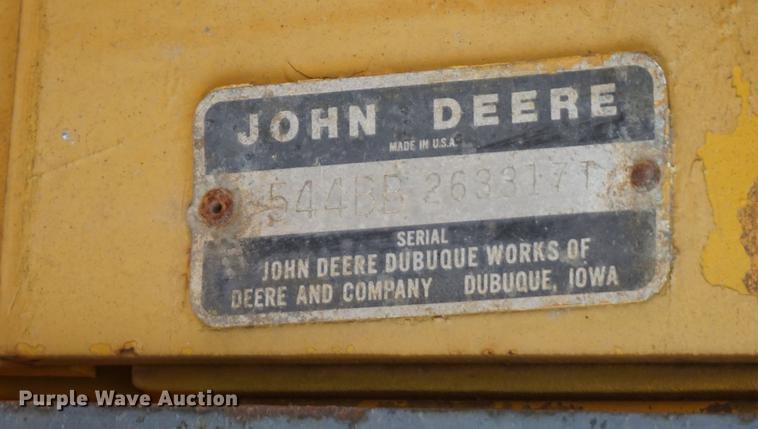 JOHN DEERE
MADE IN U.S.A.
544BB 263317T
SERIAL
JOHN DEERE DUBUQUE WORKS OF
DEERE AND COMPANY DUBUQUE, IOWA
Purple Wave Auction